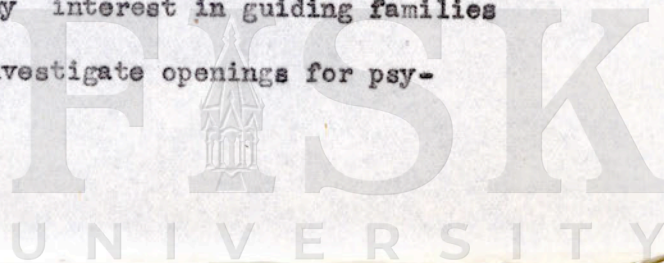 y interest in guiding families
vestigate openings for psy-
FISK
UNIVERSITY